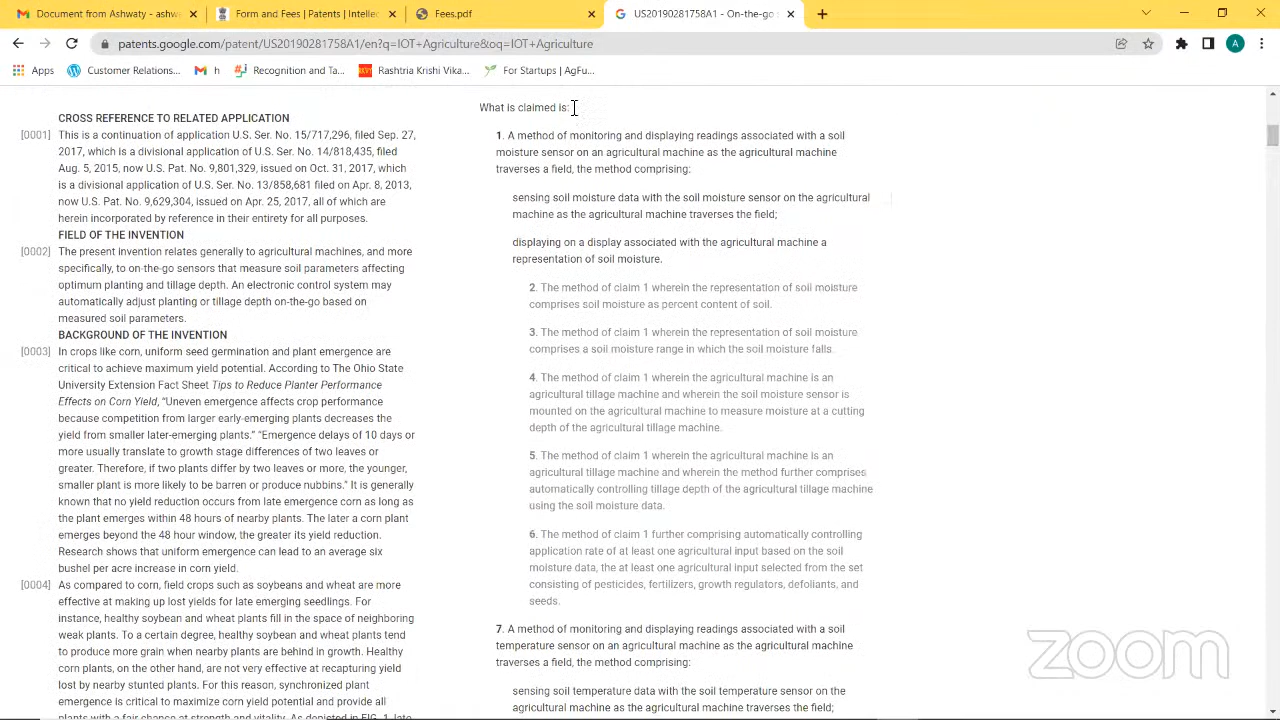 Document from Ashwaty - ashwat
Form and Fees | Patents | Intellec
Fees.pdf
US20190281758A1 - On-the-go s
patents.google.com/patent/US20190281758A1/en?q=IOT+Agriculture&oq=IOT+Agriculture
A
Apps
Customer Relations...
h
Recognition and Ta...
Rashtria Krishi Vika...
For Startups | AgFu...
CROSS REFERENCE TO RELATED APPLICATION
[0001] This is a continuation of application U.S. Ser. No. 15/717,296, filed Sep. 27,
2017, which is a divisional application of U.S. Ser. No. 14/818,435, filed
Aug. 5, 2015, now U.S. Pat. No. 9,801,329, issued on Oct. 31, 2017, which
is a divisional application of U.S. Ser. No. 13/858,681 filed on Apr. 8, 2013,
now U.S. Pat. No. 9,629,304, issued on Apr. 25, 2017, all of which are
herein incorporated by reference in their entirety for all purposes.
FIELD OF THE INVENTION
[0002] The present invention relates generally to agricultural machines, and more
specifically, to on-the-go sensors that measure soil parameters affecting
optimum planting and tillage depth. An electronic control system may
automatically adjust planting or tillage depth on-the-go based on
measured soil parameters.
BACKGROUND OF THE INVENTION
[0003] In crops like corn, uniform seed germination and plant emergence are
critical to achieve maximum yield potential. According to The Ohio State
University Extension Fact Sheet Tips to Reduce Planter Performance
Effects on Corn Yield, “Uneven emergence affects crop performance
because competition from larger early-emerging plants decreases the
yield from smaller later-emerging plants.” “Emergence delays of 10 days or
more usually translate to growth stage differences of two leaves or
greater. Therefore, if two plants differ by two leaves or more, the younger,
smaller plant is more likely to be barren or produce nubbins.” It is generally
known that no yield reduction occurs from late emergence corn as long as
the plant emerges within 48 hours of nearby plants. The later a corn plant
emerges beyond the 48 hour window, the greater its yield reduction.
Research shows that uniform emergence can lead to an average six
bushel per acre increase in corn yield.
[0004] As compared to corn, field crops such as soybeans and wheat are more
effective at making up lost yields for late emerging seedlings. For
instance, healthy soybean and wheat plants fill in the space of neighboring
weak plants. To a certain degree, healthy soybean and wheat plants tend
to produce more grain when nearby plants are behind in growth. Healthy
corn plants, on the other hand, are not very effective at recapturing yield
lost by nearby stunted plants. For this reason, synchronized plant
emergence is critical to maximize corn yield potential and provide all
plants with a fair chance at strength and vitality. As depicted in FIG. 1, late
What is claimed is:
1. A method of monitoring and displaying readings associated with a soil
moisture sensor on an agricultural machine as the agricultural machine
traverses a field, the method comprising:
sensing soil moisture data with the soil moisture sensor on the agricultural
machine as the agricultural machine traverses the field;
displaying on a display associated with the agricultural machine a
representation of soil moisture.
2. The method of claim 1 wherein the representation of soil moisture
comprises soil moisture as percent content of soil.
3. The method of claim 1 wherein the representation of soil moisture
comprises a soil moisture range in which the soil moisture falls.
4. The method of claim 1 wherein the agricultural machine is an
agricultural tillage machine and wherein the soil moisture sensor is
mounted on the agricultural machine to measure moisture at a cutting
depth of the agricultural tillage machine.
5. The method of claim 1 wherein the agricultural machine is an
agricultural tillage machine and wherein the method further comprises
automatically controlling tillage depth of the agricultural tillage machine
using the soil moisture data.
6. The method of claim 1 further comprising automatically controlling
application rate of at least one agricultural input based on the soil
moisture data, the at least one agricultural input selected from the set
consisting of pesticides, fertilizers, growth regulators, defoliants, and
seeds.
7. A method of monitoring and displaying readings associated with a soil
temperature sensor on an agricultural machine as the agricultural machine
traverses a field, the method comprising:
sensing soil temperature data with the soil temperature sensor on the
agricultural machine as the agricultural machine traverses the field;
zoom